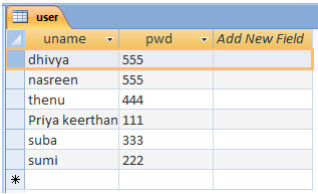 user
uname pwd Add New Field
dhivya 555
nasreen 555
thenu 444
Priya keerthan 111
suba 333
sumi 222